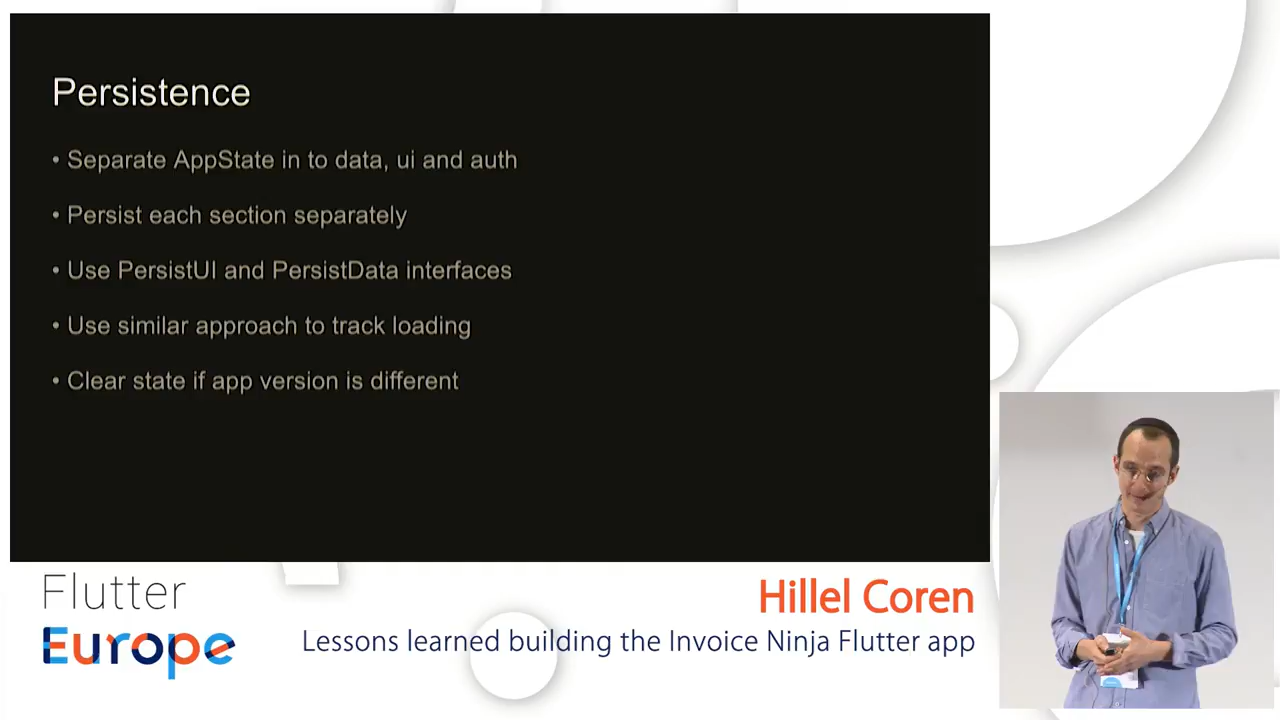 Persistence
• Separate AppState in to data, ui and auth
• Persist each section separately
• Use PersistUI and PersistData interfaces
• Use similar approach to track loading
• Clear state if app version is different
Flutter
Europe
Hillel Coren
Lessons learned building the Invoice Ninja Flutter app